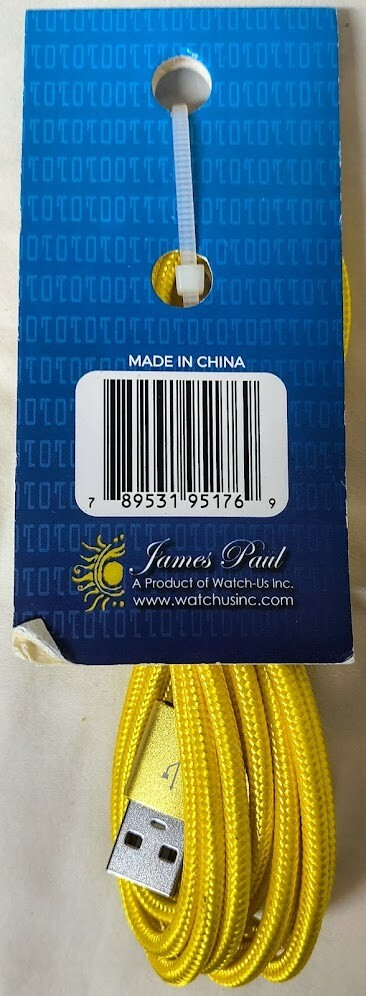 MADE IN CHINA
7 89531 95176 9
James Paul
A Product of Watch-Us Inc.
www.watchusinc.com